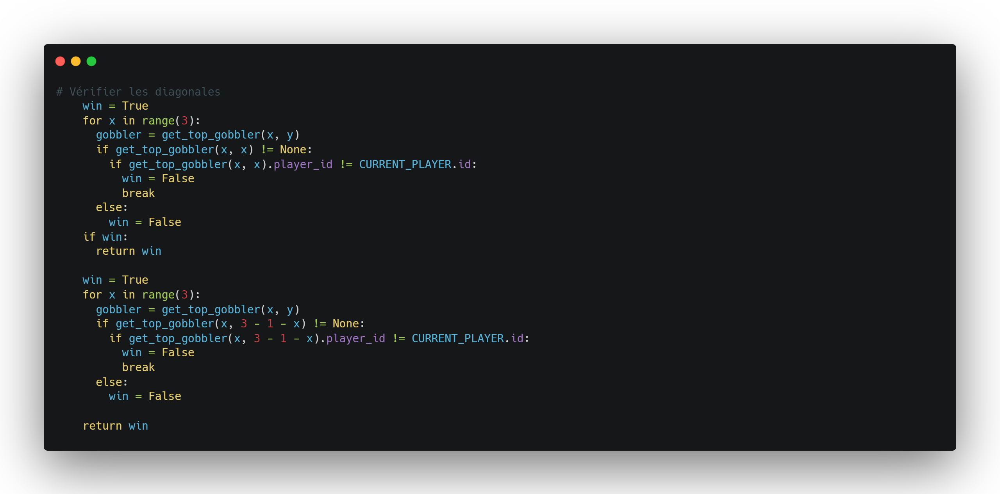 # Vérifier les diagonales
    win = True
    for x in range(3):
      gobbler = get_top_gobbler(x, y)
      if get_top_gobbler(x, x) != None:
        if get_top_gobbler(x, x).player_id != CURRENT_PLAYER.id:
          win = False
          break
      else:
        win = False
    if win:
      return win

    win = True
    for x in range(3):
      gobbler = get_top_gobbler(x, y)
      if get_top_gobbler(x, 3 - 1 - x) != None:
        if get_top_gobbler(x, 3 - 1 - x).player_id != CURRENT_PLAYER.id:
          win = False
          break
      else:
        win = False

    return win